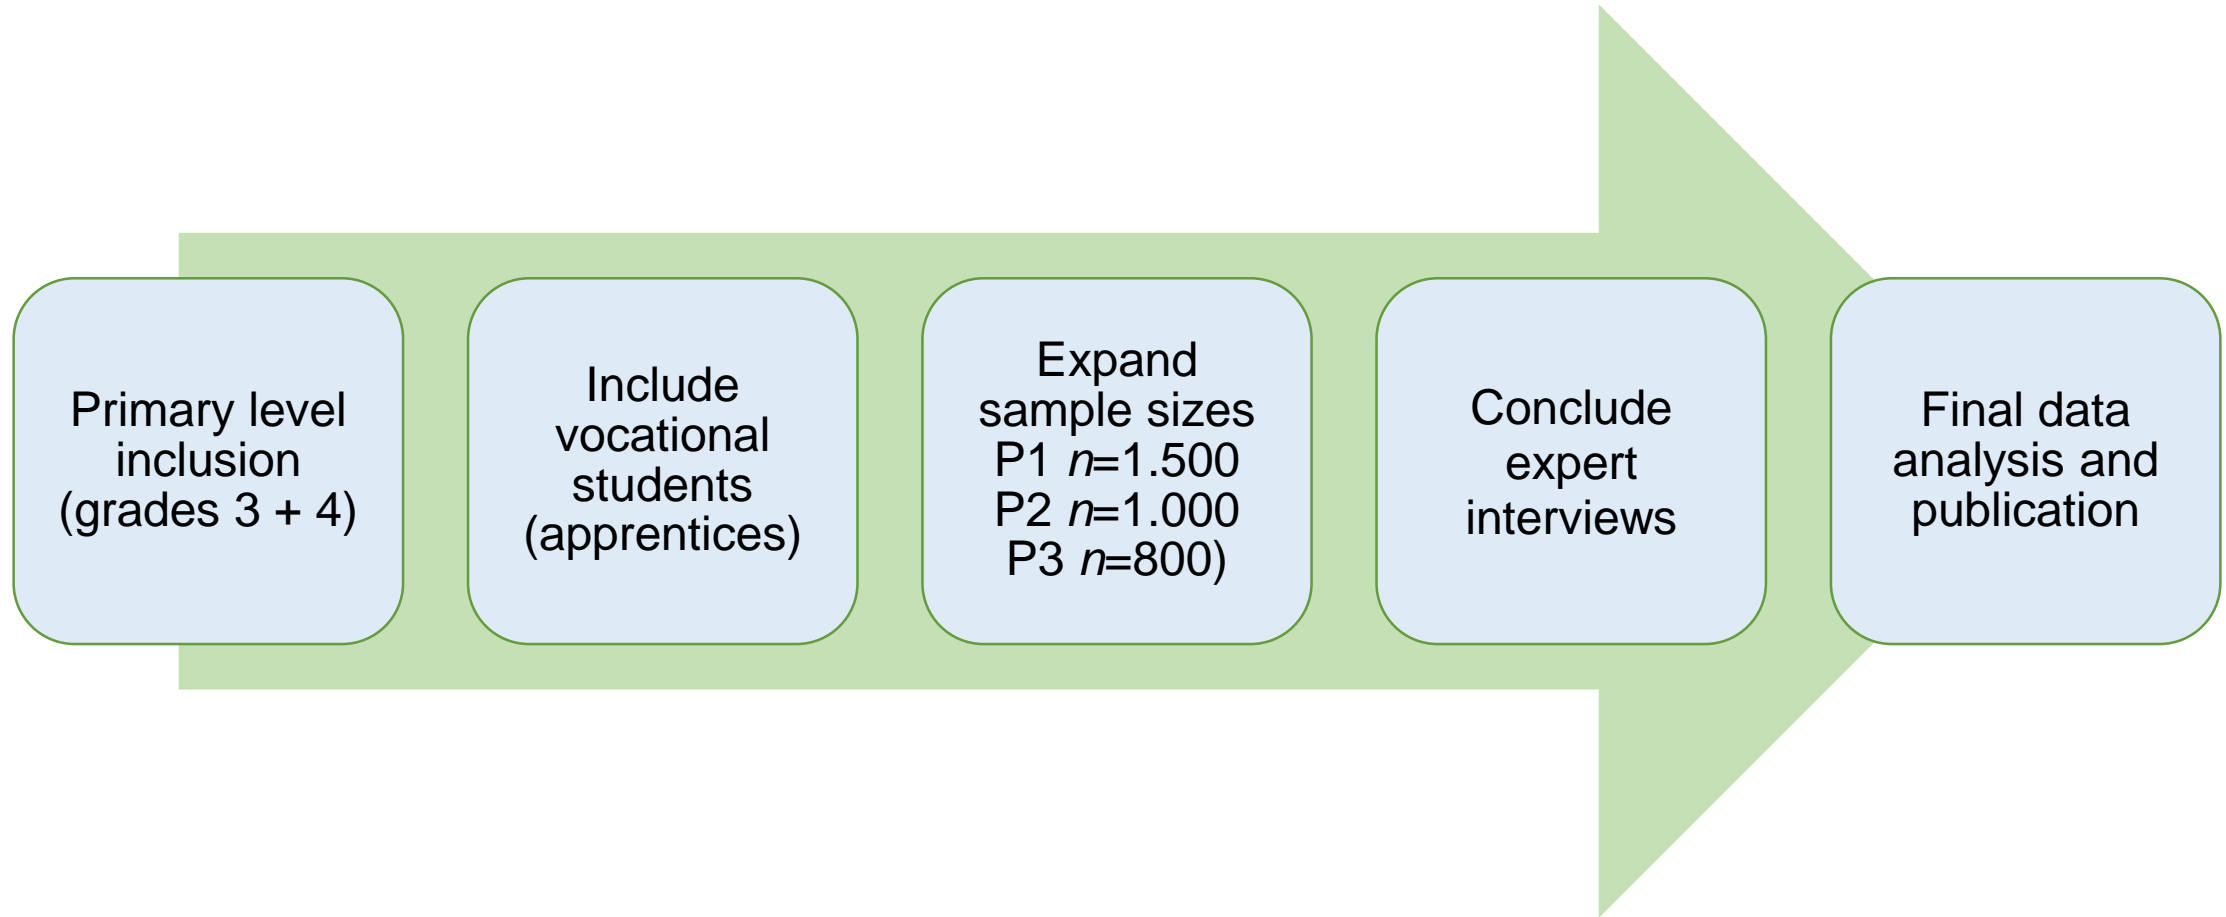 Primary level
inclusion
(grades 3 + 4)
Include
vocational
students
(apprentices)
Expand
sample sizes
P1 n=1.500
P2 n=1.000
P3 n=800)
Conclude
expert
interviews
Final data
analysis and
publication